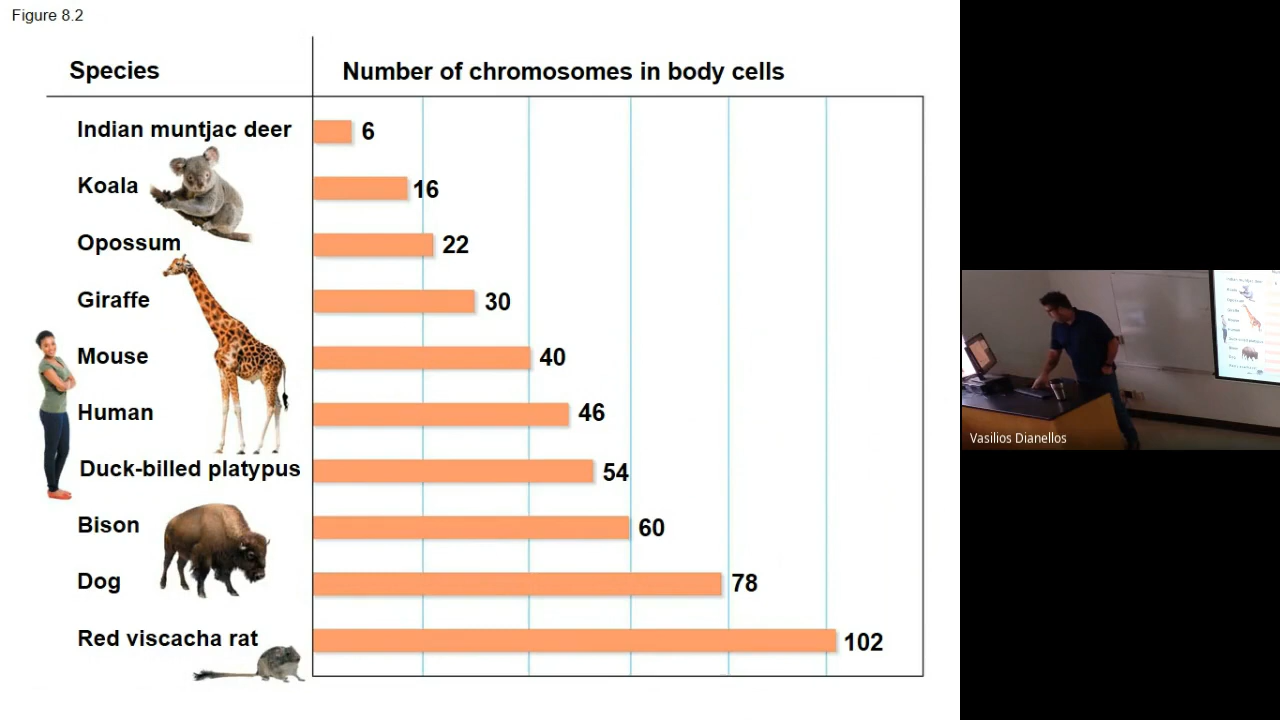 Figure 8.2
Species
Number of chromosomes in body cells
Indian muntjac deer
6
Koala
16
Opossum
22
Giraffe
30
Mouse
40
Human
46
Duck-billed platypus
54
Bison
60
Dog
78
Red viscacha rat
102
Vasilios Dianellos